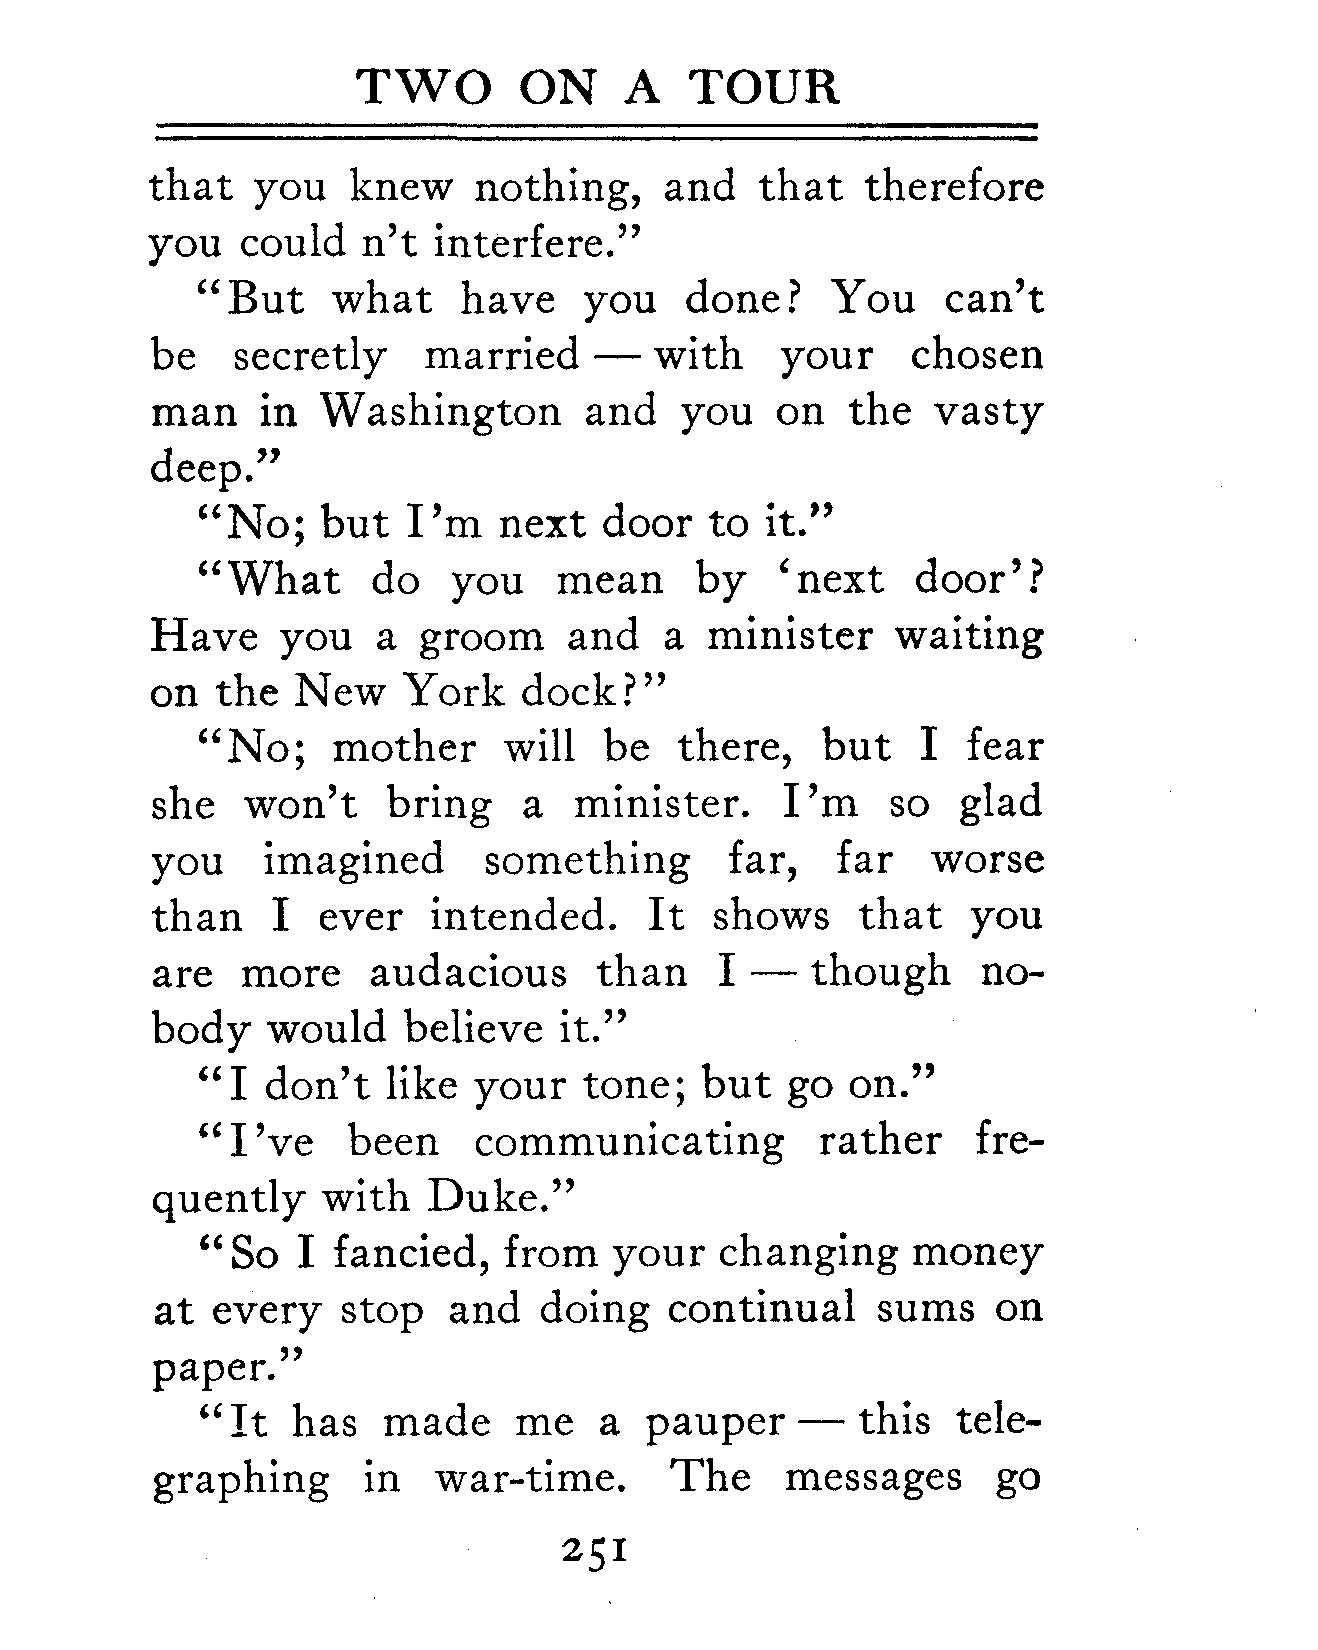 TWO ON A TOUR
that you knew nothing, and that therefore
you could n’t interfere.”
“But what have you done? You can’t
be secretly married — with your chosen
man in Washington and you on the vasty
deep.”
“No; but I’m next door to it.”
“What do you mean by ‘next door’?
Have you a groom and a minister waiting
on the New York dock?”
“No; mother will be there, but I fear
she won’t bring a minister. I’m so glad
you imagined something far, far worse
than I ever intended. It shows that you
are more audacious than I — though no-
body would believe it.”
“I don’t like your tone; but go on.”
“I’ve been communicating rather fre-
quently with Duke.”
“So I fancied, from your changing money
at every stop and doing continual sums on
paper.”
“It has made me a pauper — this tele-
graphing in war-time. The messages go
251